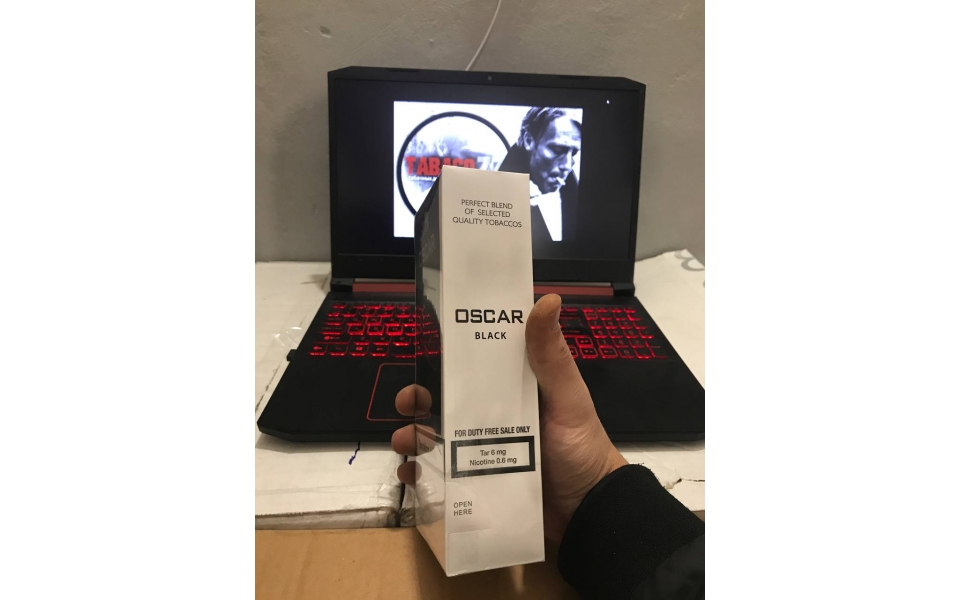 PERFECT BLEND
OF SELECTED
QUALITY TOBACCOS
OSCAR
BLACK
FOR DUTY FREE SALE ONLY
Tar 6 mg
Nicotine 0.6 mg
OPEN
HERE